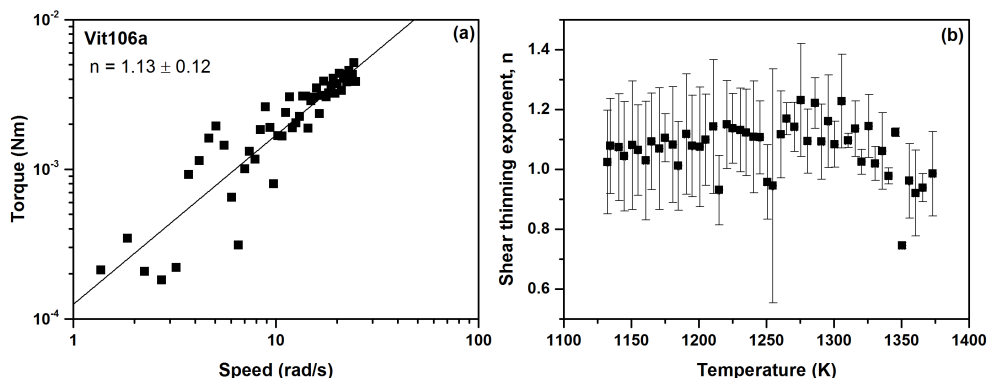 Vit106a
n = 1.13 ± 0.12
(a)
10⁻²
10⁻³
10⁻⁴
Torque (Nm)
1
10
100
Speed (rad/s)
(b)
1.4
1.2
1.0
0.8
0.6
Shear thinning exponent, n
1100
1150
1200
1250
1300
1350
1400
Temperature (K)